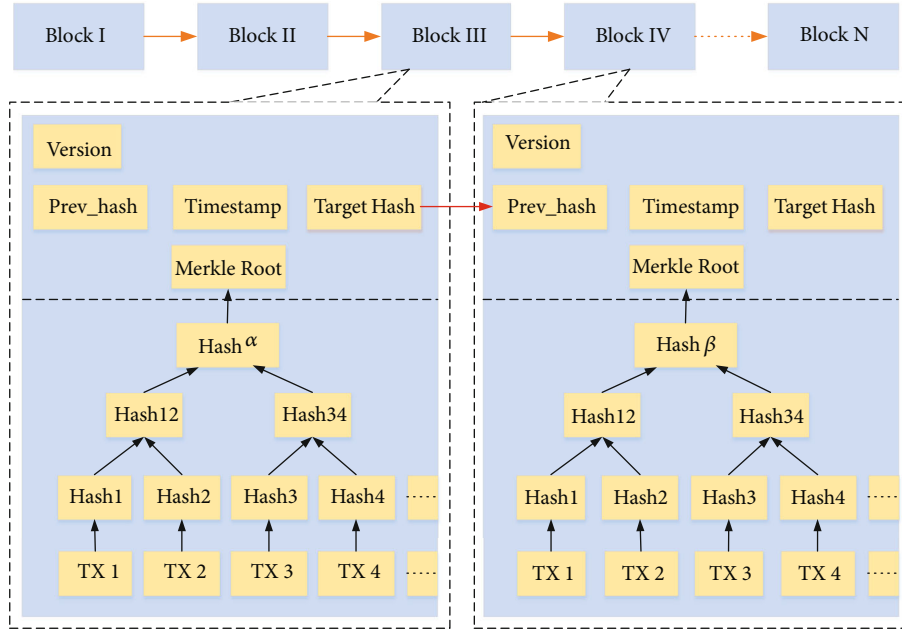 Block I
Block II
Block III
Block IV
Block N
Version
Prev_hash
Timestamp
Target Hash
Merkle Root
Hash α
Hash12
Hash34
Hash1
Hash2
Hash3
Hash4
TX 1
TX 2
TX 3
TX 4
Version
Prev_hash
Timestamp
Target Hash
Merkle Root
Hash β
Hash12
Hash34
Hash1
Hash2
Hash3
Hash4
TX 1
TX 2
TX 3
TX 4